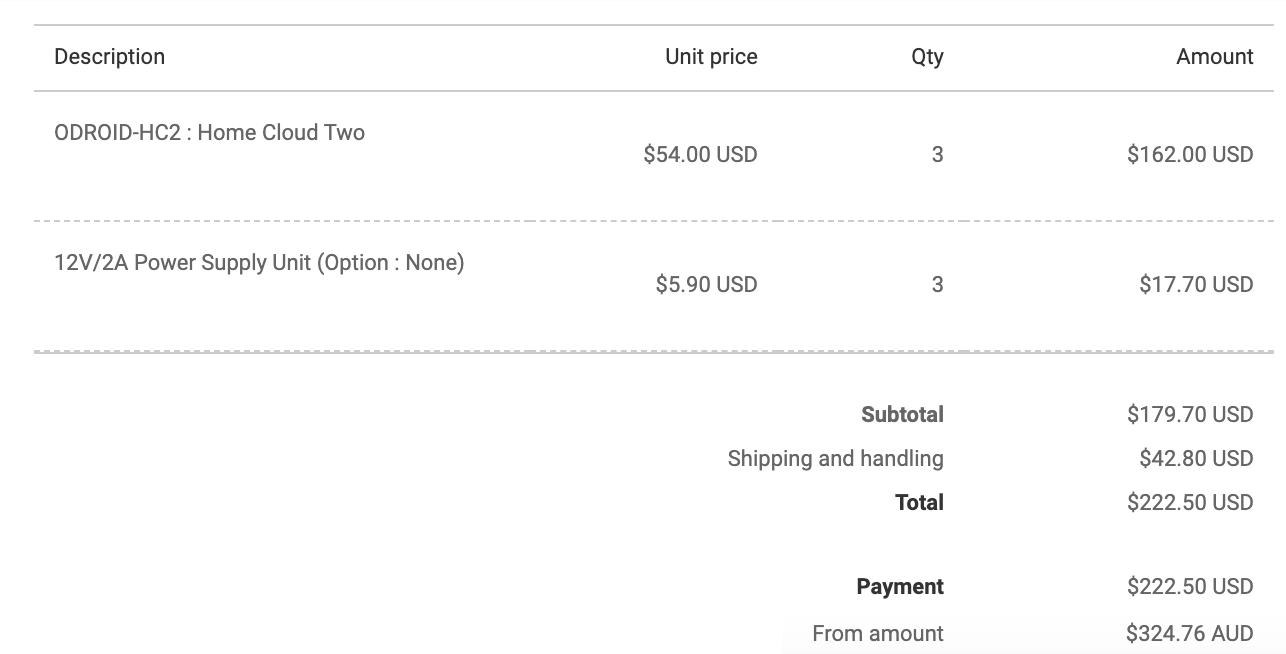 Description Unit price Qty Amount
ODROID-HC2 : Home Cloud Two
$54.00 USD 3 $162.00 USD
12V/2A Power Supply Unit (Option : None)
$5.90 USD 3 $17.70 USD
Subtotal $179.70 USD
Shipping and handling $42.80 USD
Total $222.50 USD
Payment $222.50 USD
From amount $324.76 AUD